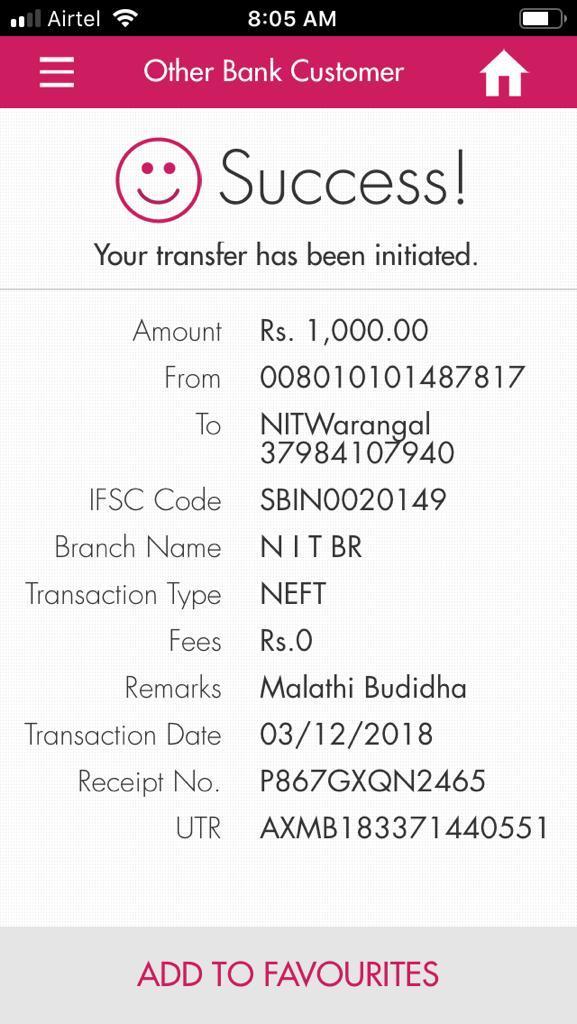 Airtel 8:05 AM
Other Bank Customer
Success!
Your transfer has been initiated.
Amount Rs. 1,000.00
From 008010101487817
To NITWarangal
37984107940
IFSC Code SBIN0020149
Branch Name N I T BR
Transaction Type NEFT
Fees Rs.0
Remarks Malathi Budidha
Transaction Date 03/12/2018
Receipt No. P867GXQN2465
UTR AXMB183371440551
ADD TO FAVOURITES